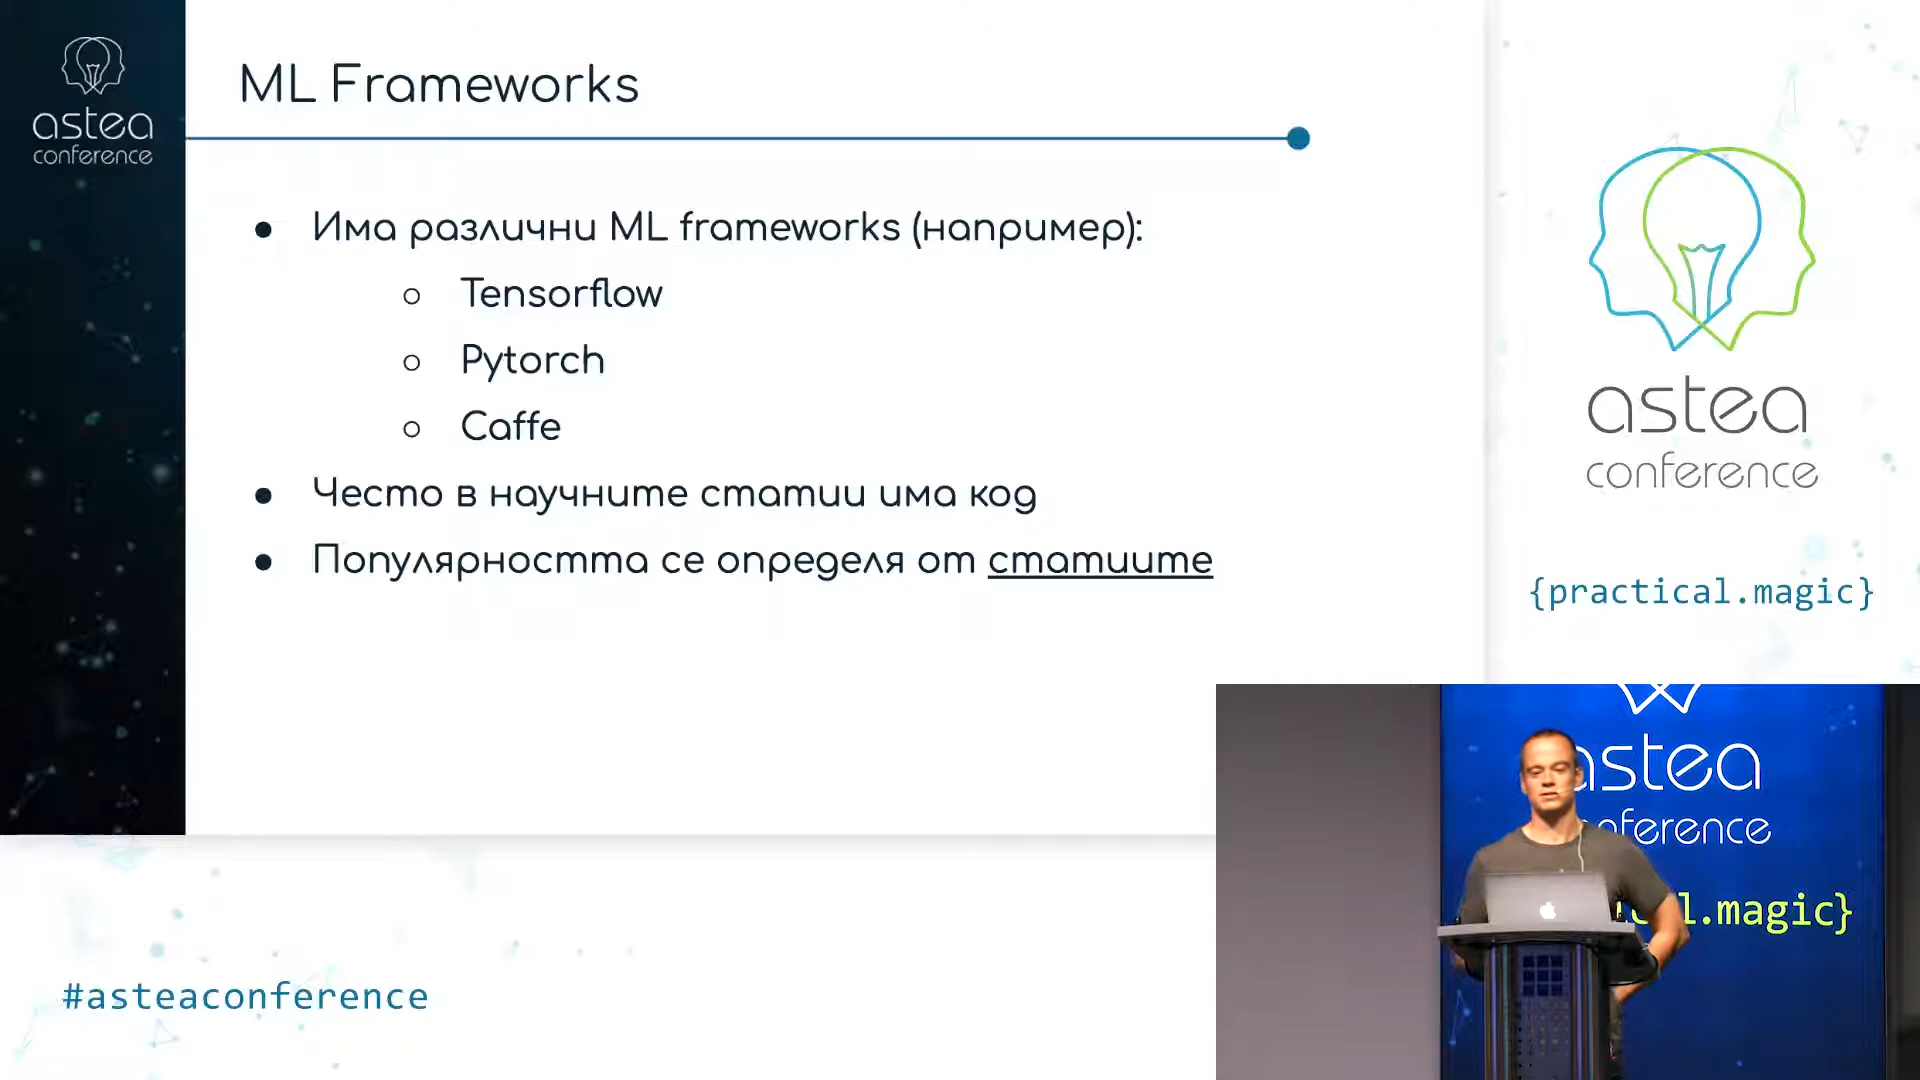 astea
conference
ML Frameworks
Има различни ML frameworks (например):
Tensorflow
Pytorch
Caffe
Често в научните статии има код
Популярността се определя от статиите
astea
conference
{practical.magic}
#asteaconference
astea
conference
l.magic}